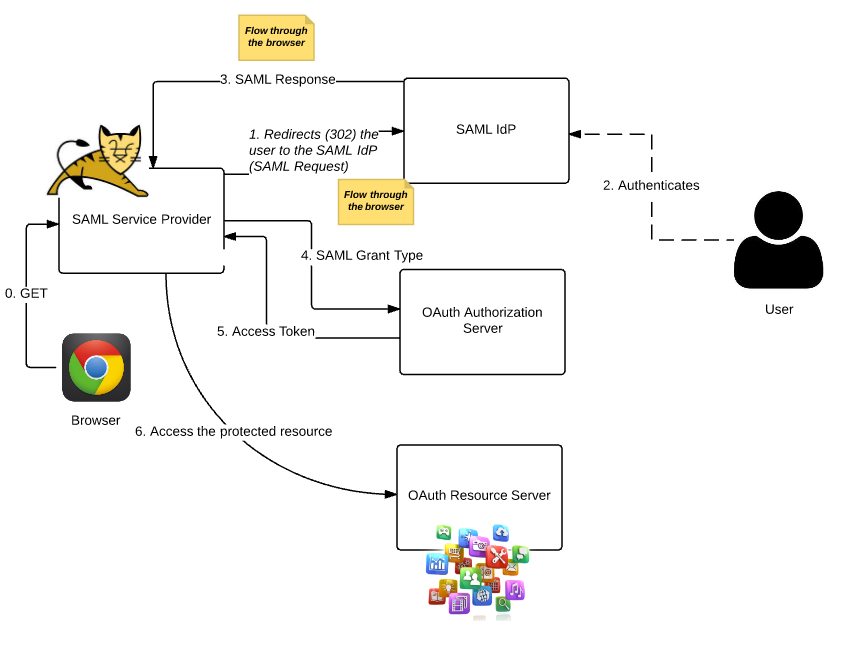 Flow through
the browser
3. SAML Response
1. Redirects (302) the
user to the SAML IdP
(SAML Request)
SAML IdP
2. Authenticates
Flow through
the browser
SAML Service Provider
4. SAML Grant Type
0. GET
OAuth Authorization
Server
User
5. Access Token
Browser
6. Access the protected resource
OAuth Resource Server